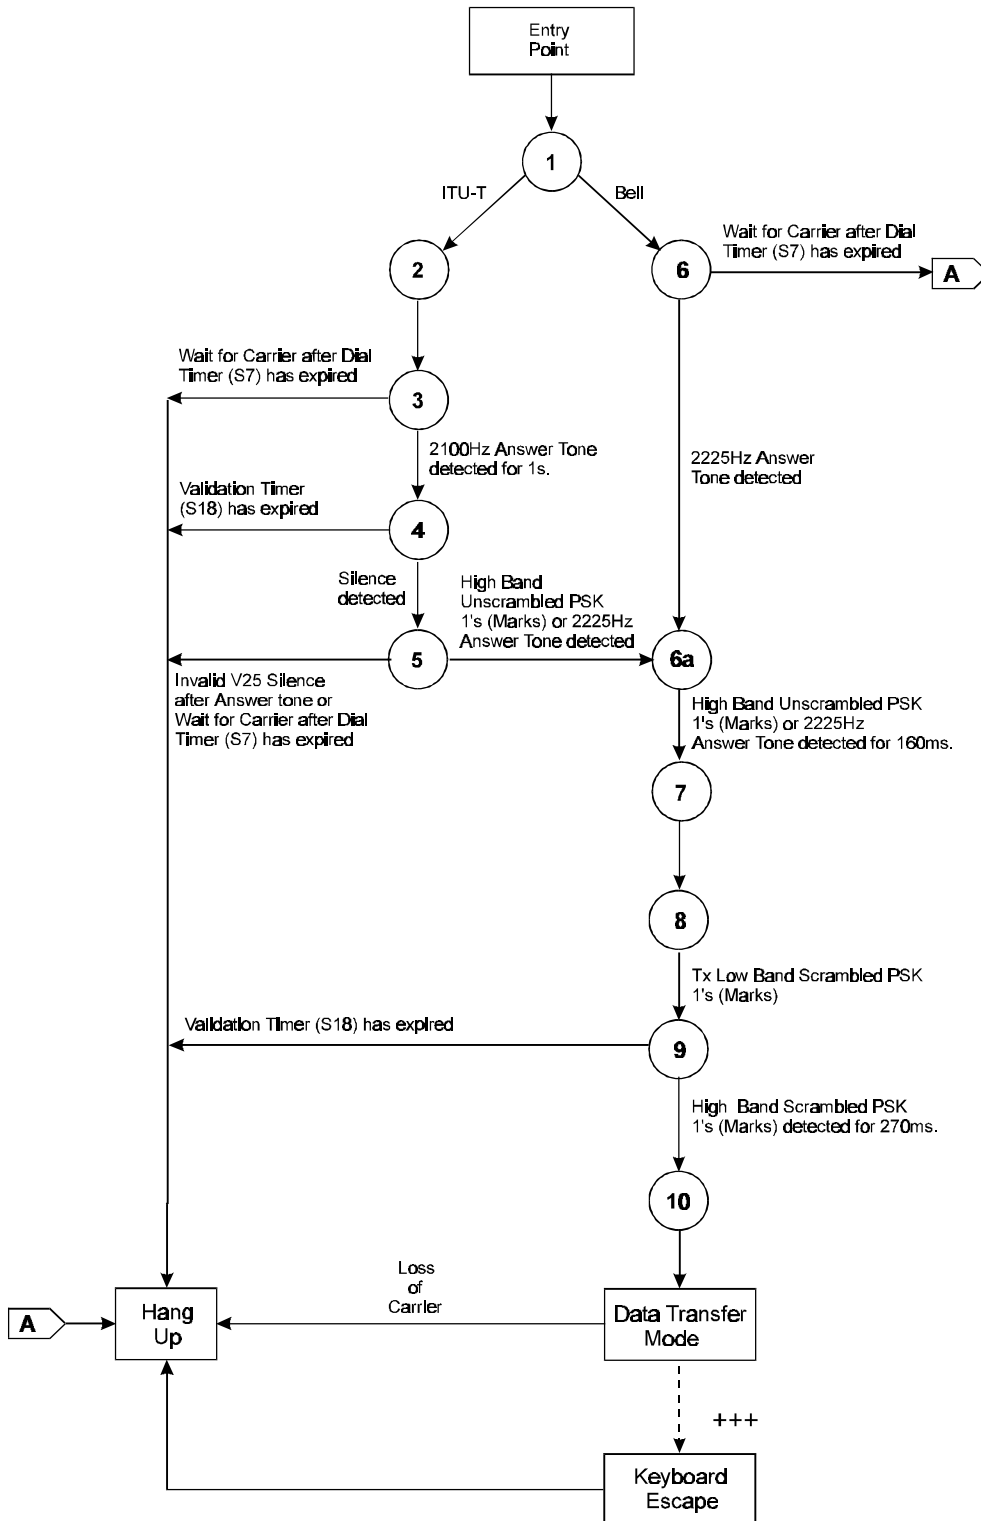 Entry
Point
1
ITU-T
Bell
2
6
Wait for Carrier after Dial
Timer (S7) has expired
A
Wait for Carrier after Dial
Timer (S7) has expired
3
2100Hz Answer Tone
detected for 1s.
2225Hz Answer
Tone detected
Validation Timer
(S18) has expired
4
Silence
detected
High Band
Unscrambled PSK
1's (Marks) or 2225Hz
Answer Tone detected
5
6a
Invalid V25 Silence
after Answer tone or
Wait for Carrier after Dial
Timer (S7) has expired
High Band Unscrambled PSK
1's (Marks) or 2225Hz
Answer Tone detected for 160ms.
7
8
Tx Low Band Scrambled PSK
1's (Marks)
Validation Timer (S18) has expired
9
High Band Scrambled PSK
1's (Marks) detected for 270ms.
10
Loss
of
Carrier
A
Hang
Up
Data Transfer
Mode
+++
Keyboard
Escape